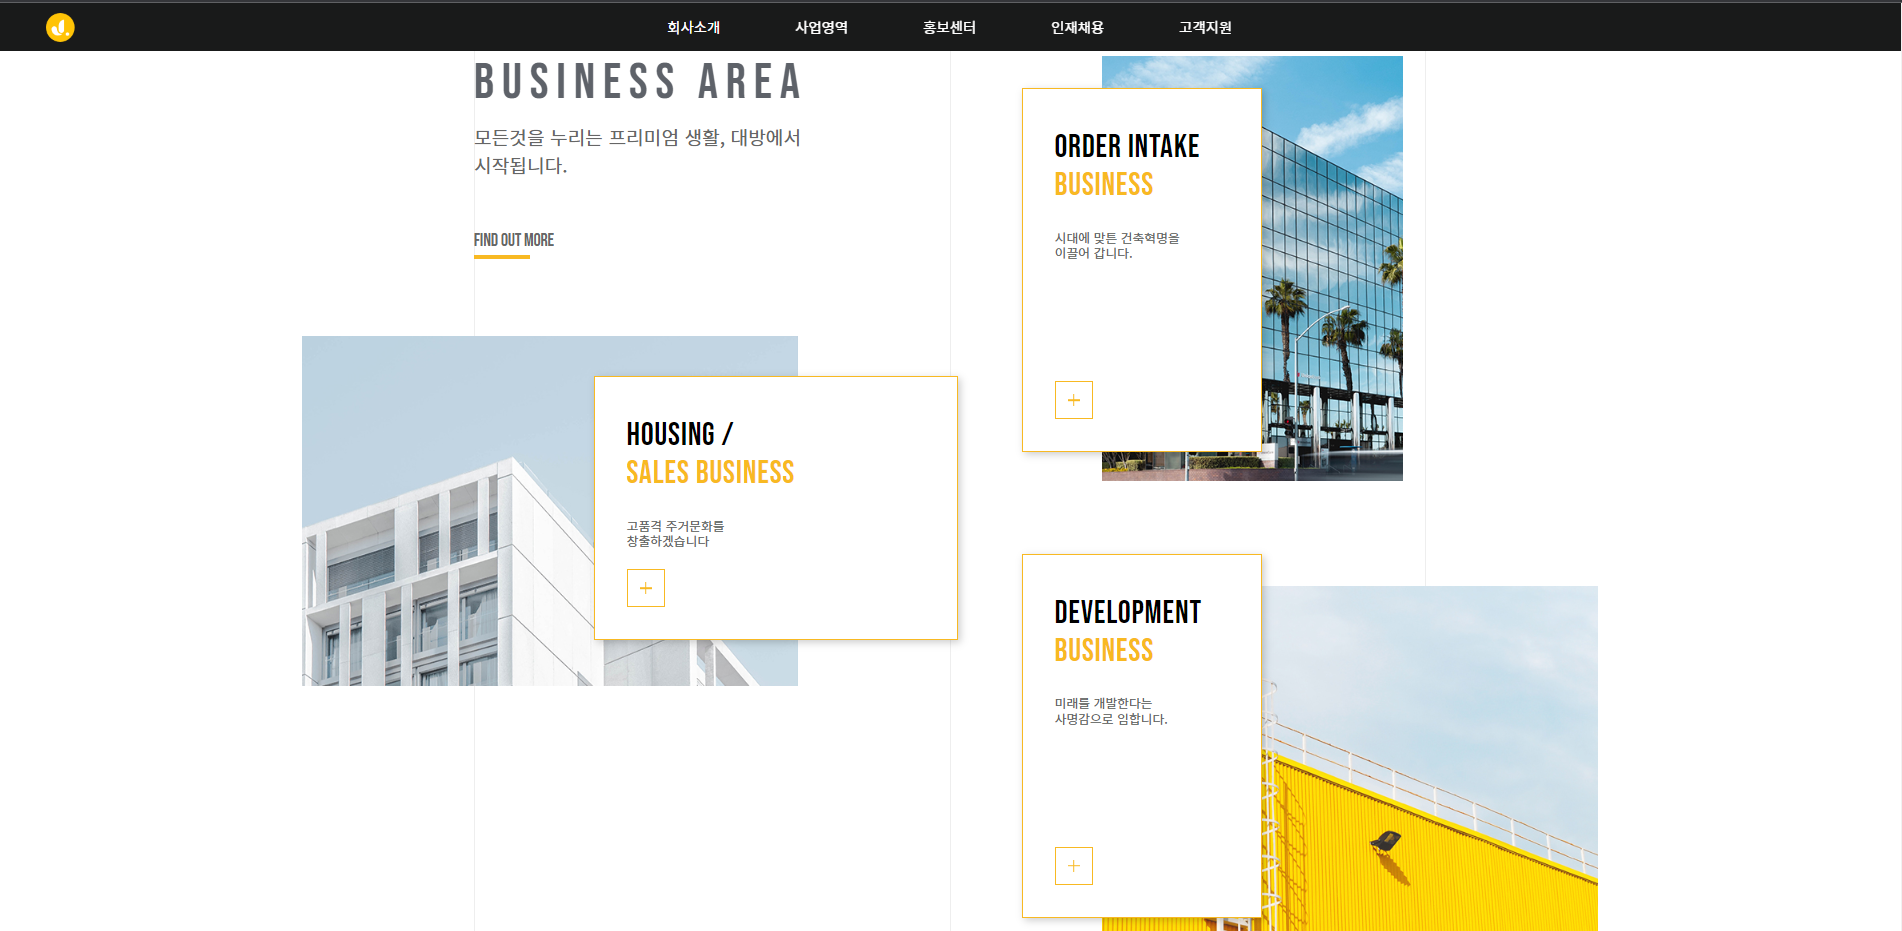 회사소개 사업영역 홍보센터 인재채용 고객지원
BUSINESS AREA
모든것을 누리는 프리미엄 생활, 대방에서
시작됩니다.
FIND OUT MORE
ORDER INTAKE
BUSINESS
시대에 맞튼 건축혁명을
이끌어 갑니다.
HOUSING /
SALES BUSINESS
고품격 주거문화를
창출하겠습니다
DEVELOPMENT
BUSINESS
미래를 개발한다는
사명감으로 임합니다.